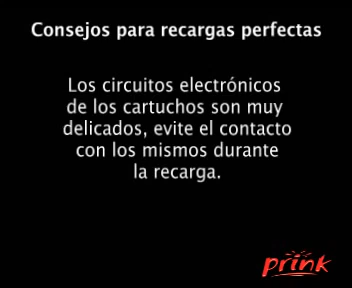 Consejos para recargas perfectas
Los circuitos electrónicos
de los cartuchos son muy
delicados, evite el contacto
con los mismos durante
la recarga.
prink